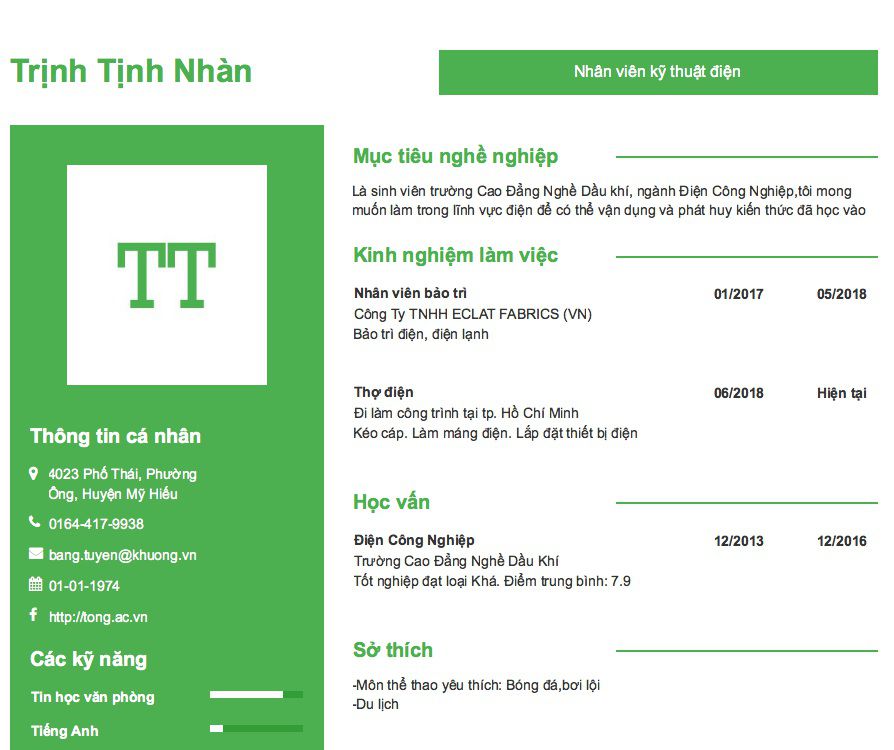 Trịnh Tịnh Nhàn
Nhân viên kỹ thuật điện
TT
Thông tin cá nhân
4023 Phố Thái, Phường
Ông, Huyện Mỹ Hiếu
0164-417-9938
bang.tuyen@khuong.vn
01-01-1974
http://tong.ac.vn
Các kỹ năng
Tin học văn phòng
Tiếng Anh
Mục tiêu nghề nghiệp
Là sinh viên trường Cao Đẳng Nghề Dầu khí, ngành Điện Công Nghiệp,tôi mong
muốn làm trong lĩnh vực điện để có thể vận dụng và phát huy kiến thức đã học vào
Kinh nghiệm làm việc
Nhân viên bảo trì 01/2017 05/2018
Công Ty TNHH ECLAT FABRICS (VN)
Bảo trì điện, điện lạnh
Thợ điện 06/2018 Hiện tại
Đi làm công trình tại tp. Hồ Chí Minh
Kéo cáp. Làm máng điện. Lắp đặt thiết bị điện
Học vấn
Điện Công Nghiệp 12/2013 12/2016
Trường Cao Đẳng Nghề Dầu Khí
Tốt nghiệp đạt loại Khá. Điểm trung bình: 7.9
Sở thích
-Môn thể thao yêu thích: Bóng đá,bơi lội
-Du lịch